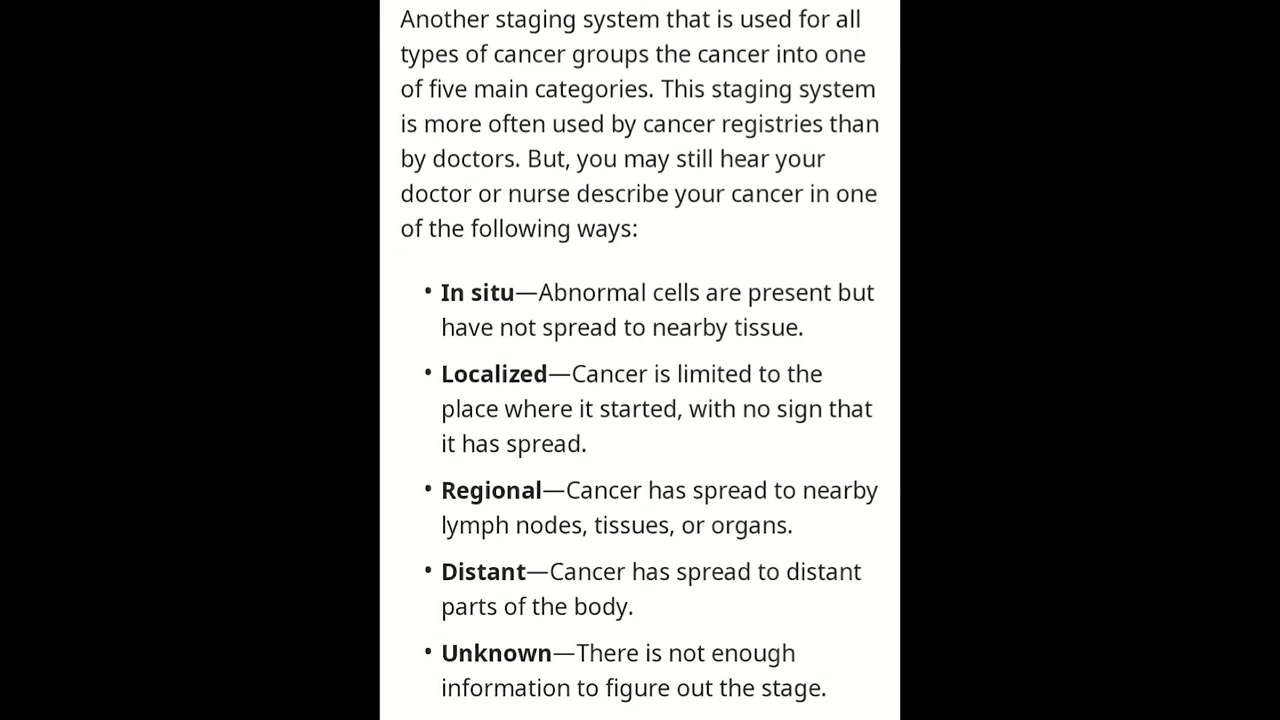 Another staging system that is used for all
types of cancer groups the cancer into one
of five main categories. This staging system
is more often used by cancer registries than
by doctors. But, you may still hear your
doctor or nurse describe your cancer in one
of the following ways:
• In situ—Abnormal cells are present but
have not spread to nearby tissue.
• Localized—Cancer is limited to the
place where it started, with no sign that
it has spread.
• Regional—Cancer has spread to nearby
lymph nodes, tissues, or organs.
• Distant—Cancer has spread to distant
parts of the body.
• Unknown—There is not enough
information to figure out the stage.